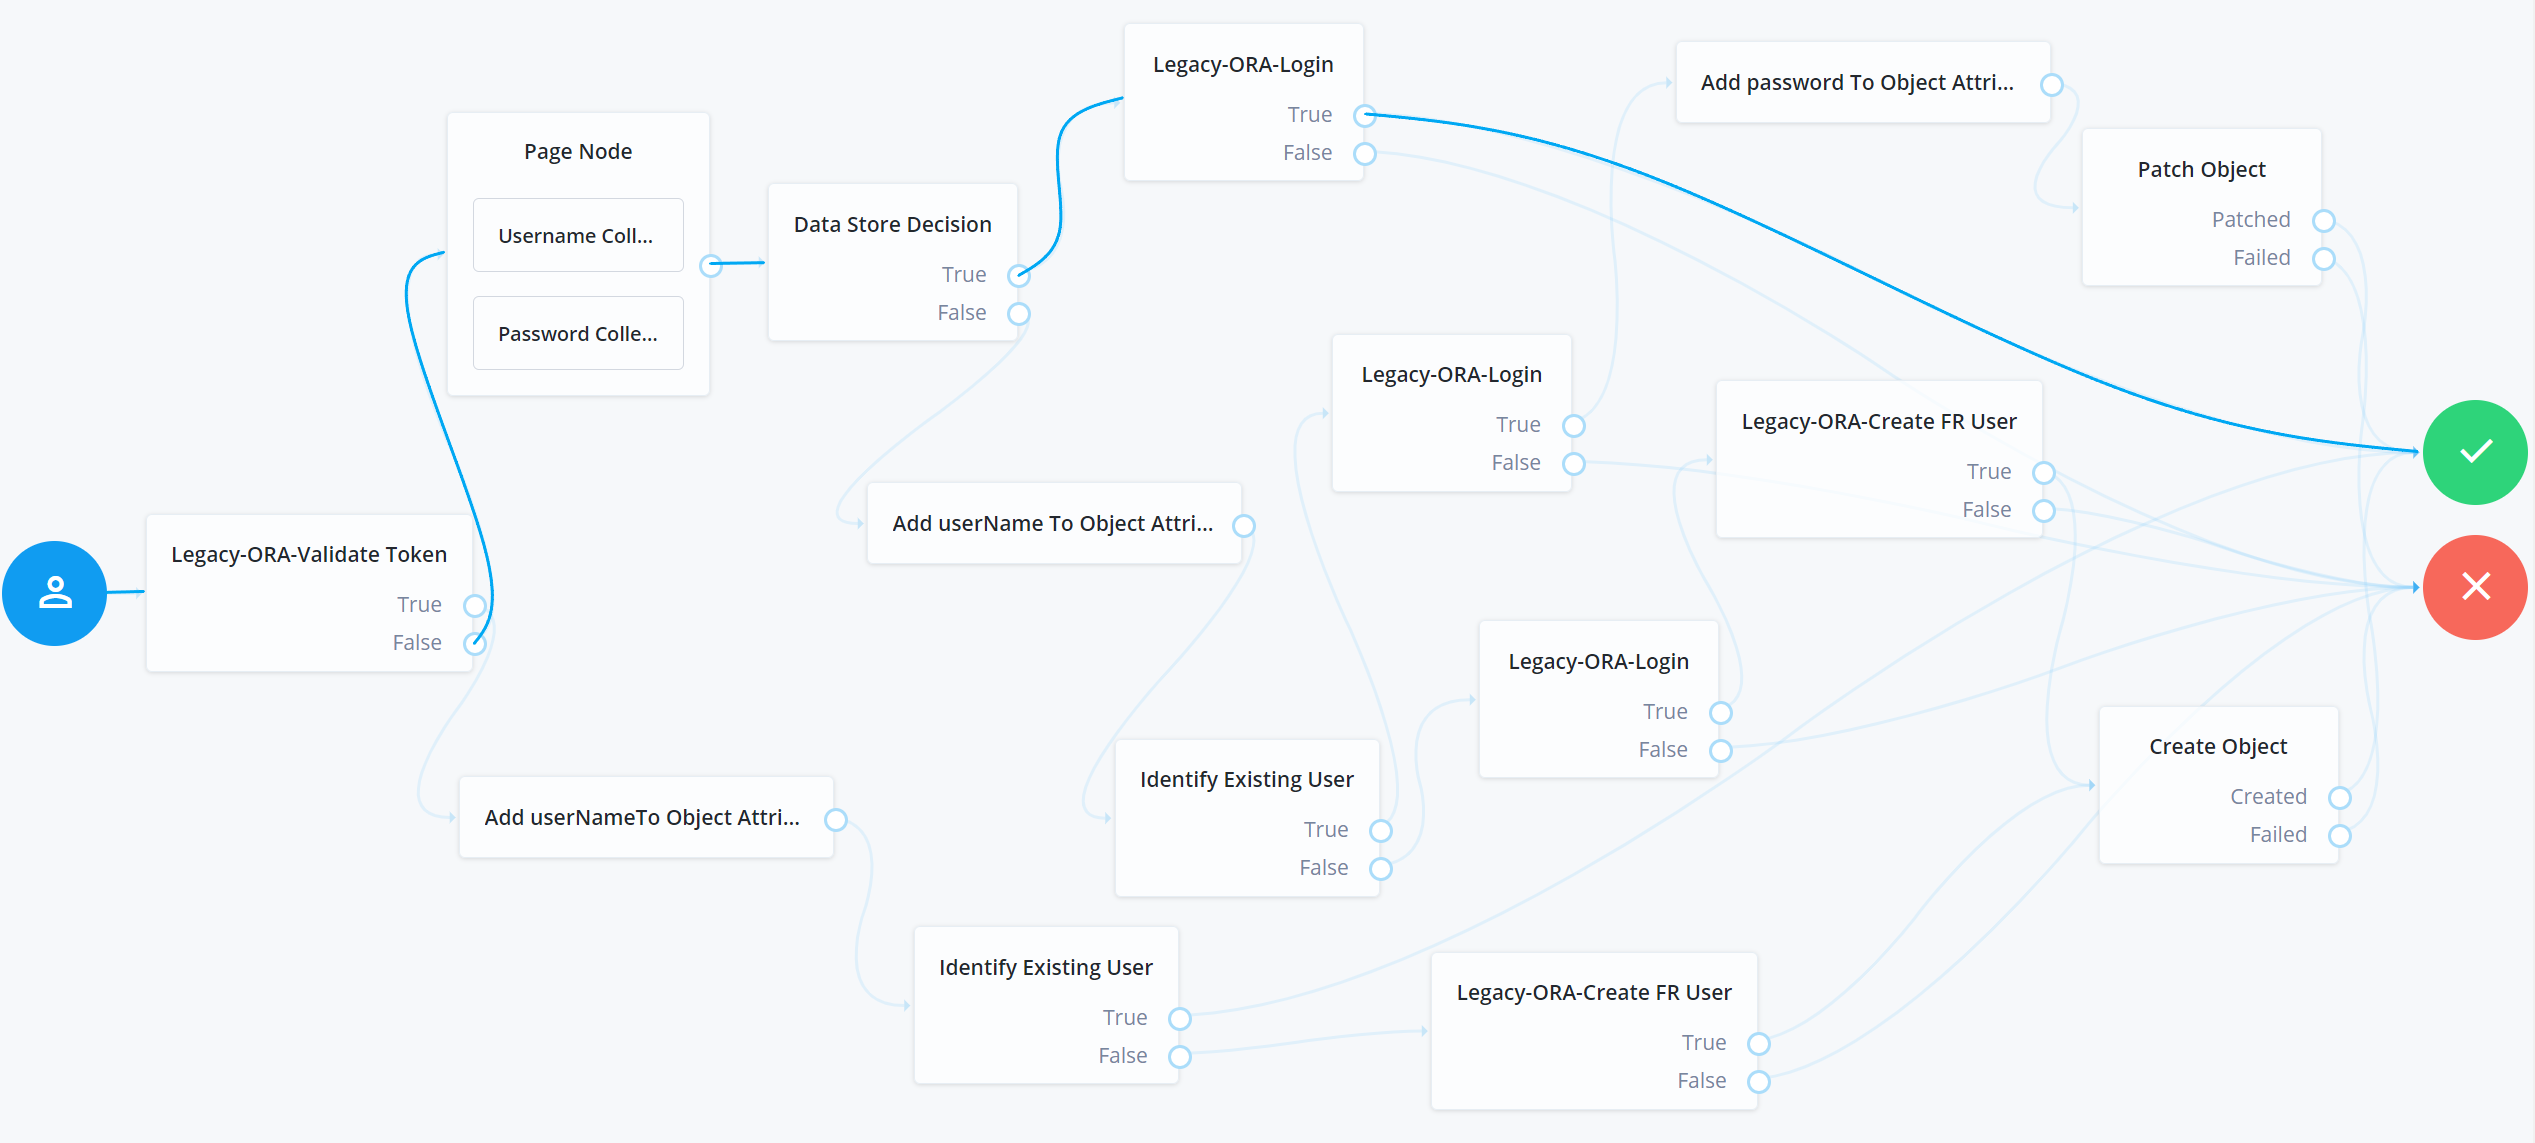 Legacy-ORA-Validate Token
True
False
Page Node
Username Coll...
Password Colle...
Data Store Decision
True
False
Legacy-ORA-Login
True
False
Add password To Object Attri...
Patch Object
Patched
Failed
Legacy-ORA-Login
True
False
Legacy-ORA-Create FR User
True
False
Add userName To Object Attri...
Legacy-ORA-Login
True
False
Identify Existing User
True
False
Create Object
Created
Failed
Add userNameTo Object Attri...
Identify Existing User
True
False
Legacy-ORA-Create FR User
True
False